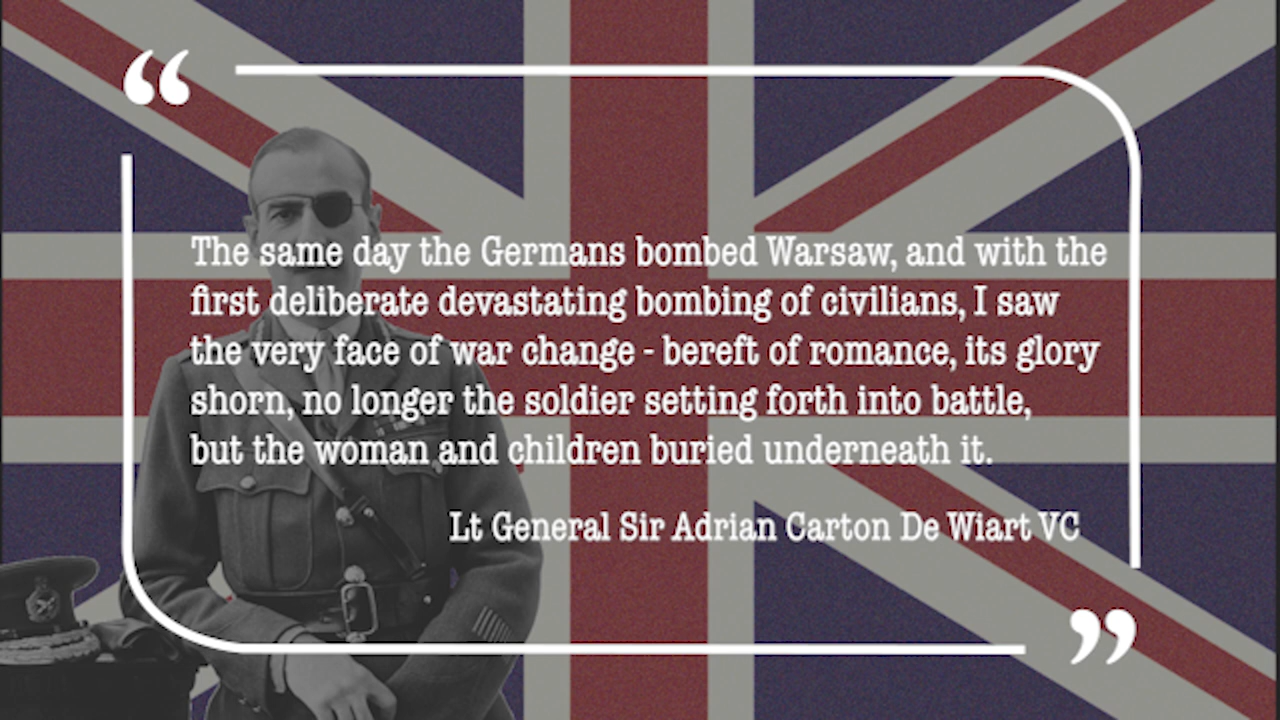 “
The same day the Germans bombed Warsaw, and with the
first deliberate devastating bombing of civilians, I saw
the very face of war change - bereft of romance, its glory
shorn, no longer the soldier setting forth into battle,
but the woman and children buried underneath it.
Lt General Sir Adrian Carton De Wiart VC
”